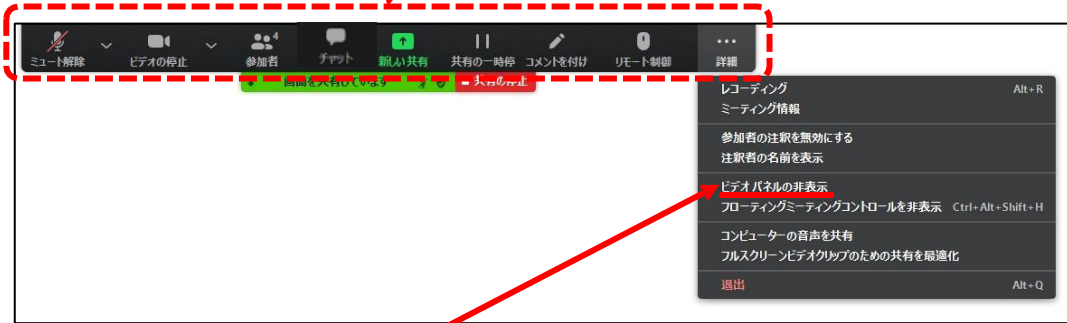 ミュート解除 ビデオの停止 参加者 4 チャット 新しい共有 共有の一時停 コメントを付け リモート制御 詳細
画面を共有しています 共有の停止
レコーディング Alt+R
ミーティング情報
参加者の注釈を無効にする
注釈者の名前を表示
ビデオ パネルの非表示
フローティングミーティングコントロールを非表示 Ctrl+Alt+Shift+H
コンピューターの音声を共有
フルスクリーンビデオクリップのための共有を最適化
退出 Alt+Q